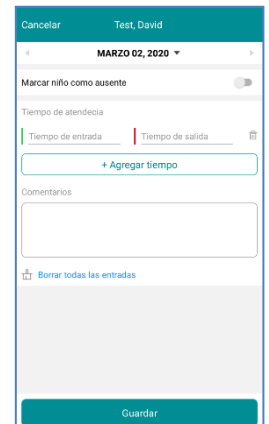 Cancelar Test, David
MARZO 02, 2020
Marcar niño como ausente
Tiempo de atendecia
Tiempo de entrada Tiempo de salida
+ Agregar tiempo
Comentarios
Borrar todas las entradas
Guardar